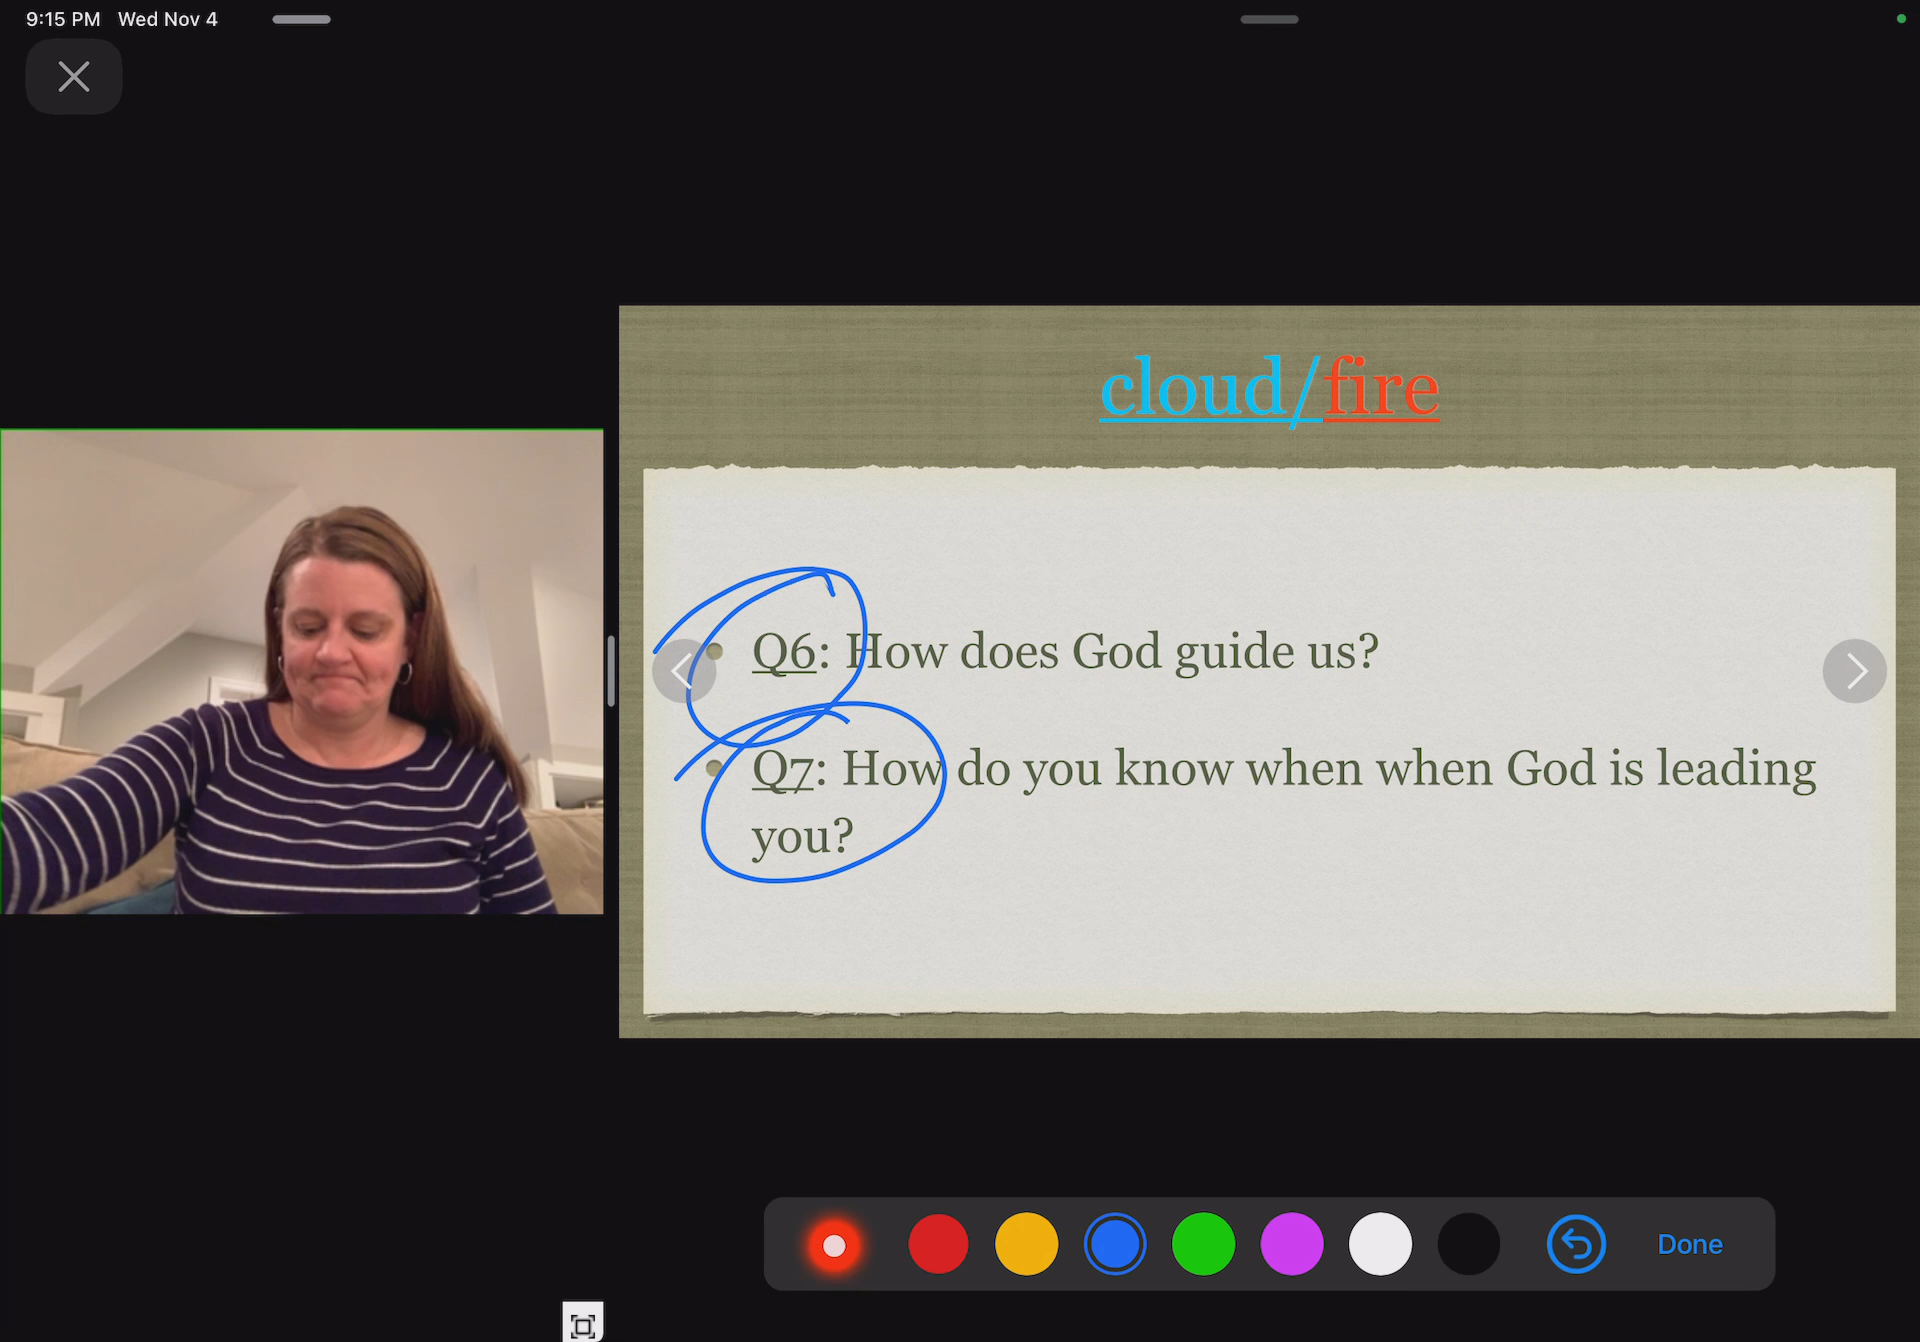 9:15 PM Wed Nov 4
cloud/fire
Q6: How does God guide us?
Q7: How do you know when when God is leading
you?
Done